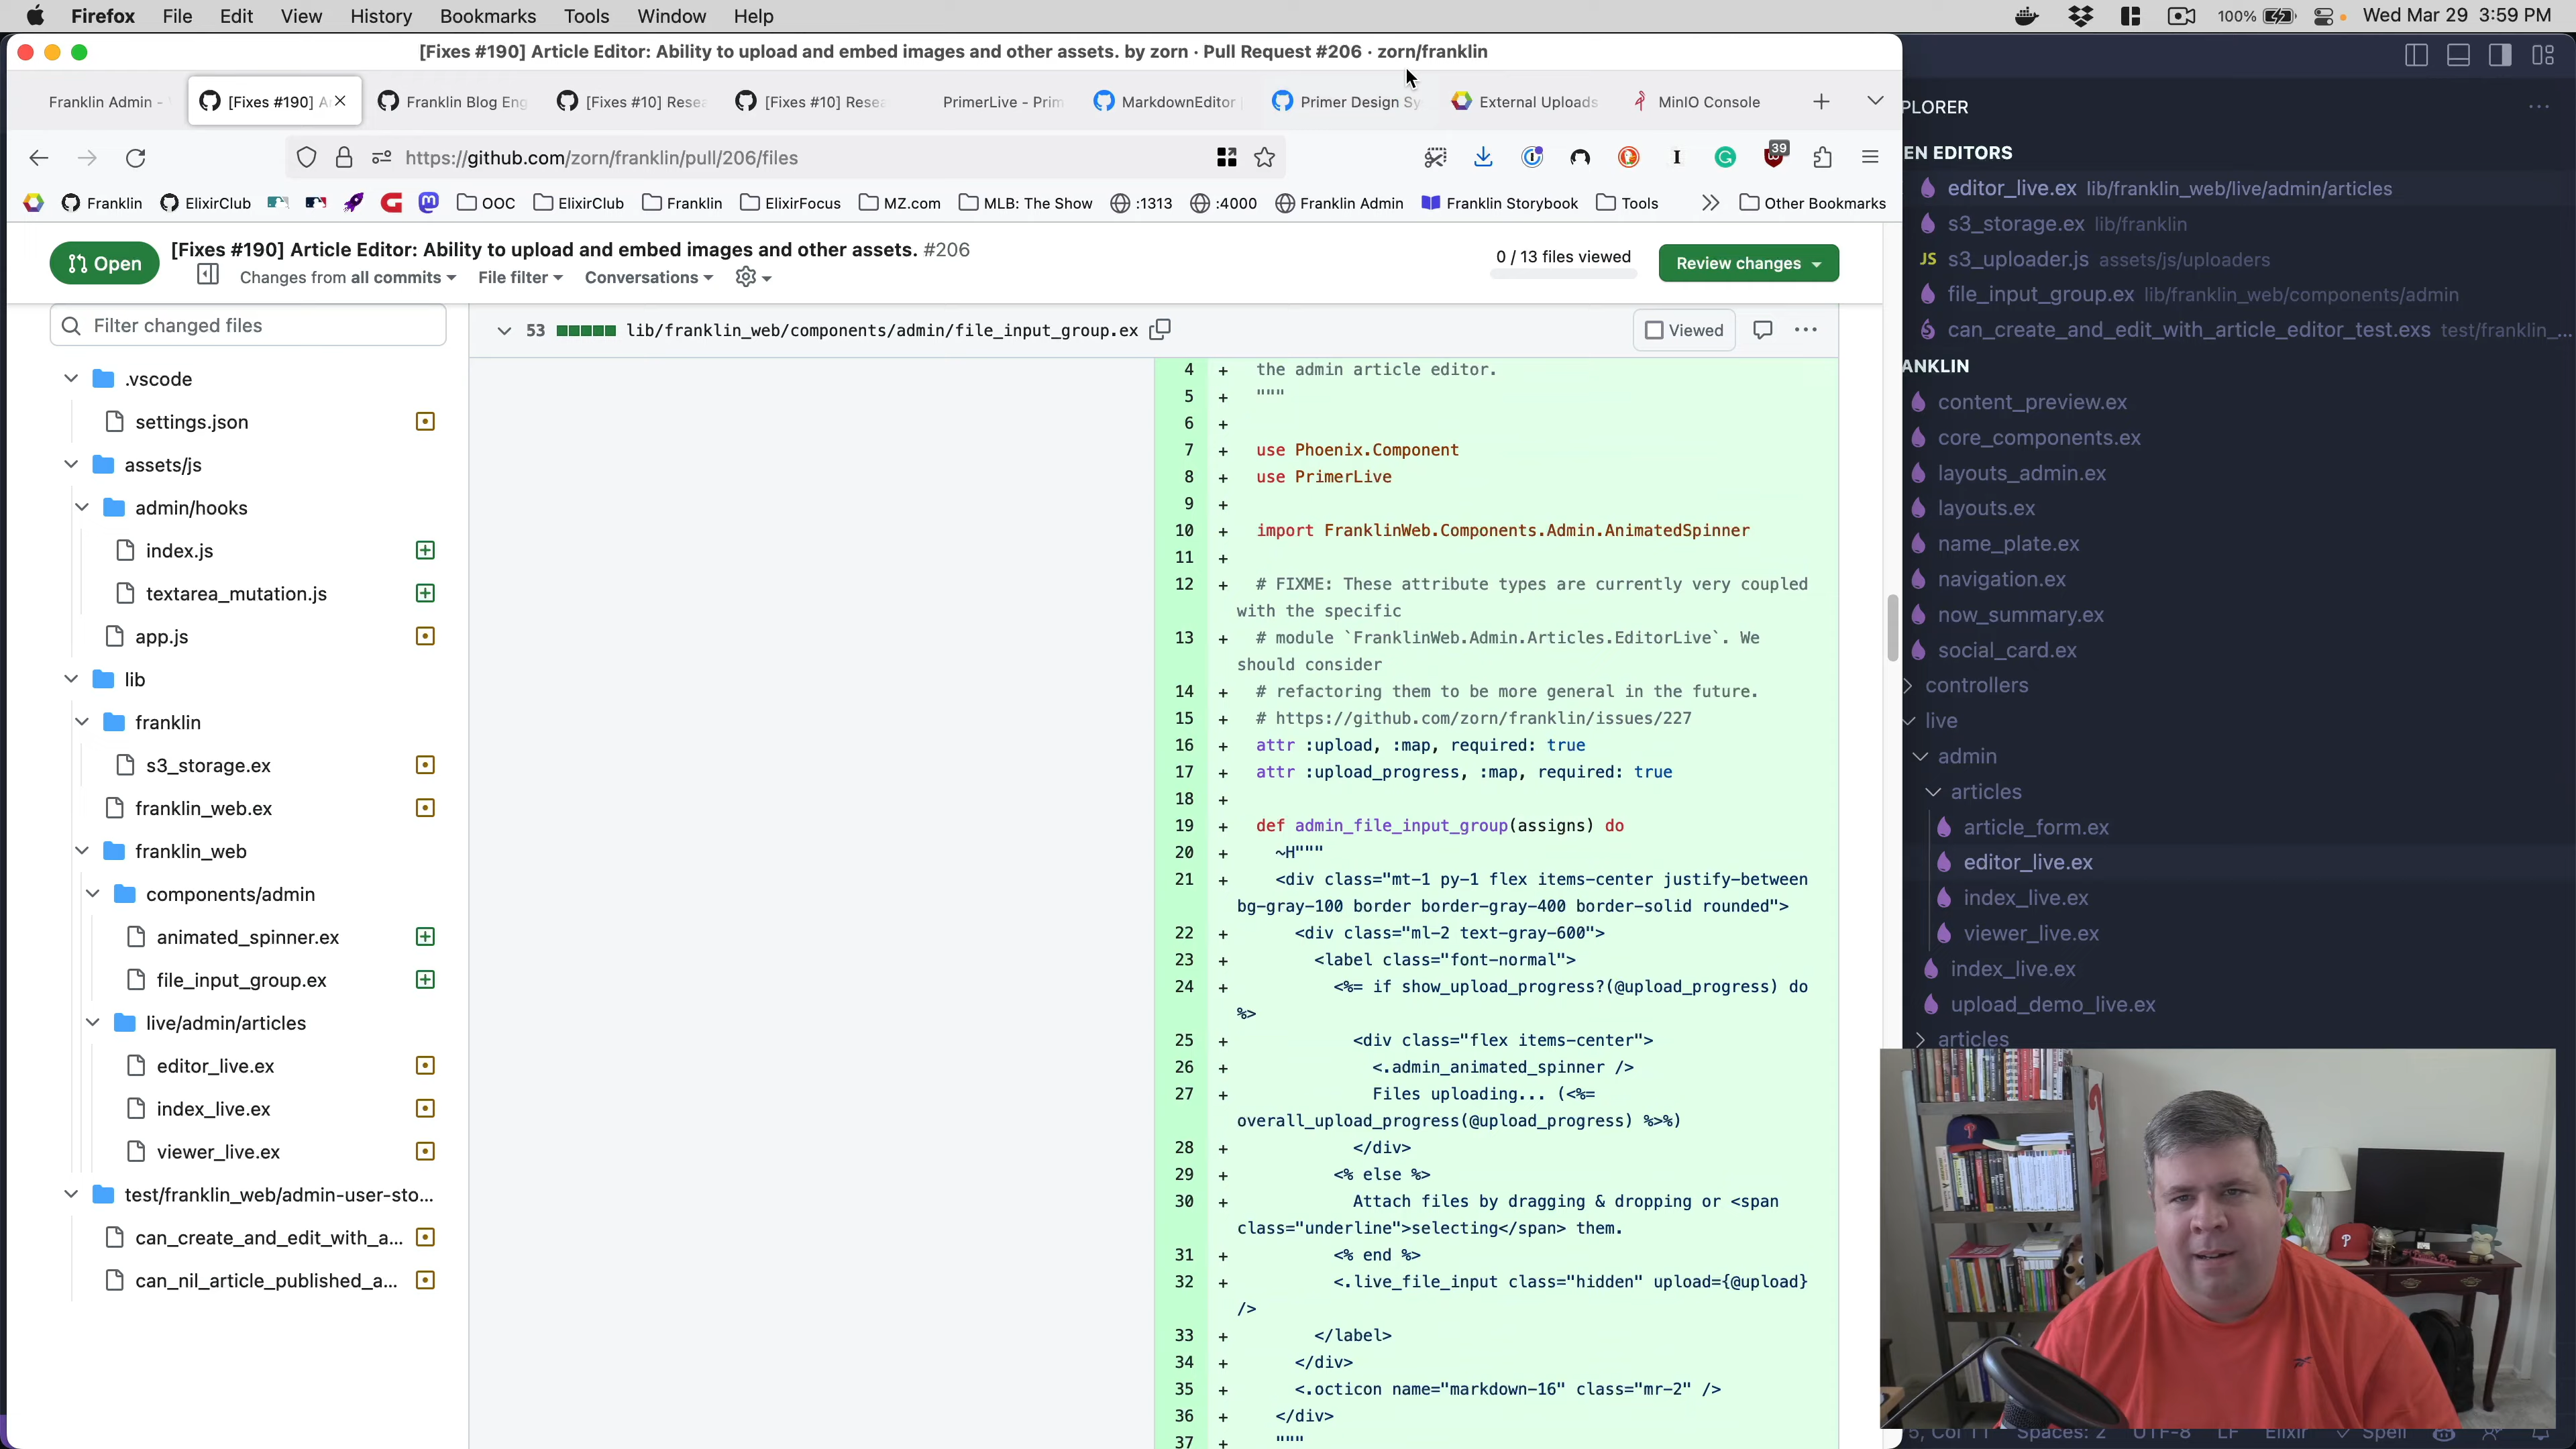 Firefox File Edit View History Bookmarks Tools Window Help
100% Wed Mar 29 3:59 PM
[Fixes #190] Article Editor: Ability to upload and embed images and other assets. by zorn · Pull Request #206 · zorn/franklin
Franklin Admin - [Fixes #190] A Franklin Blog Eng [Fixes #10] Resea [Fixes #10] Resea PrimerLive - Prim MarkdownEditor Primer Design Sy External Uploads MinIO Console
https://github.com/zorn/franklin/pull/206/files
39
Franklin ElixirClub OOC ElixirClub Franklin ElixirFocus MZ.com MLB: The Show :1313 :4000 Franklin Admin Franklin Storybook Tools Other Bookmarks
Open
[Fixes #190] Article Editor: Ability to upload and embed images and other assets. #206
Changes from all commits File filter Conversations
0 / 13 files viewed
Review changes
Filter changed files
.vscode
settings.json
assets/js
admin/hooks
index.js
textarea_mutation.js
app.js
lib
franklin
s3_storage.ex
franklin_web.ex
franklin_web
components/admin
animated_spinner.ex
file_input_group.ex
live/admin/articles
editor_live.ex
index_live.ex
viewer_live.ex
test/franklin_web/admin-user-sto...
can_create_and_edit_with_a...
can_nil_article_published_a...
53 lib/franklin_web/components/admin/file_input_group.ex
Viewed
4 + the admin article editor.
5 + """
6 +
7 + use Phoenix.Component
8 + use PrimerLive
9 +
10 + import FranklinWeb.Components.Admin.AnimatedSpinner
11 +
12 + # FIXME: These attribute types are currently very coupled
with the specific
13 + # module `FranklinWeb.Admin.Articles.EditorLive`. We
should consider
14 + # refactoring them to be more general in the future.
15 + # https://github.com/zorn/franklin/issues/227
16 + attr :upload, :map, required: true
17 + attr :upload_progress, :map, required: true
18 +
19 + def admin_file_input_group(assigns) do
20 + ~H"""
21 + <div class="mt-1 py-1 flex items-center justify-between
bg-gray-100 border border-gray-400 border-solid rounded">
22 + <div class="ml-2 text-gray-600">
23 + <label class="font-normal">
24 + <%= if show_upload_progress?(@upload_progress) do
%>
25 + <div class="flex items-center">
26 + <.admin_animated_spinner />
27 + Files uploading... (<%=
overall_upload_progress(@upload_progress) %>%)
28 + </div>
29 + <% else %>
30 + Attach files by dragging & dropping or <span
class="underline">selecting</span> them.
31 + <% end %>
32 + <.live_file_input class="hidden" upload={@upload}
/>
33 + </label>
34 + </div>
35 + <.octicon name="markdown-16" class="mr-2" />
36 + </div>
37 + """
PLORER
EN EDITORS
editor_live.ex lib/franklin_web/live/admin/articles
s3_storage.ex lib/franklin
JS s3_uploader.js assets/js/uploaders
file_input_group.ex lib/franklin_web/components/admin
can_create_and_edit_with_article_editor_test.exs test/franklin_...
ANKLIN
content_preview.ex
core_components.ex
layouts_admin.ex
layouts.ex
name_plate.ex
navigation.ex
now_summary.ex
social_card.ex
controllers
live
admin
articles
article_form.ex
editor_live.ex
index_live.ex
viewer_live.ex
index_live.ex
upload_demo_live.ex
articles
5, Col 11 Spaces: 2 UTF-8 LF Elixir Spell